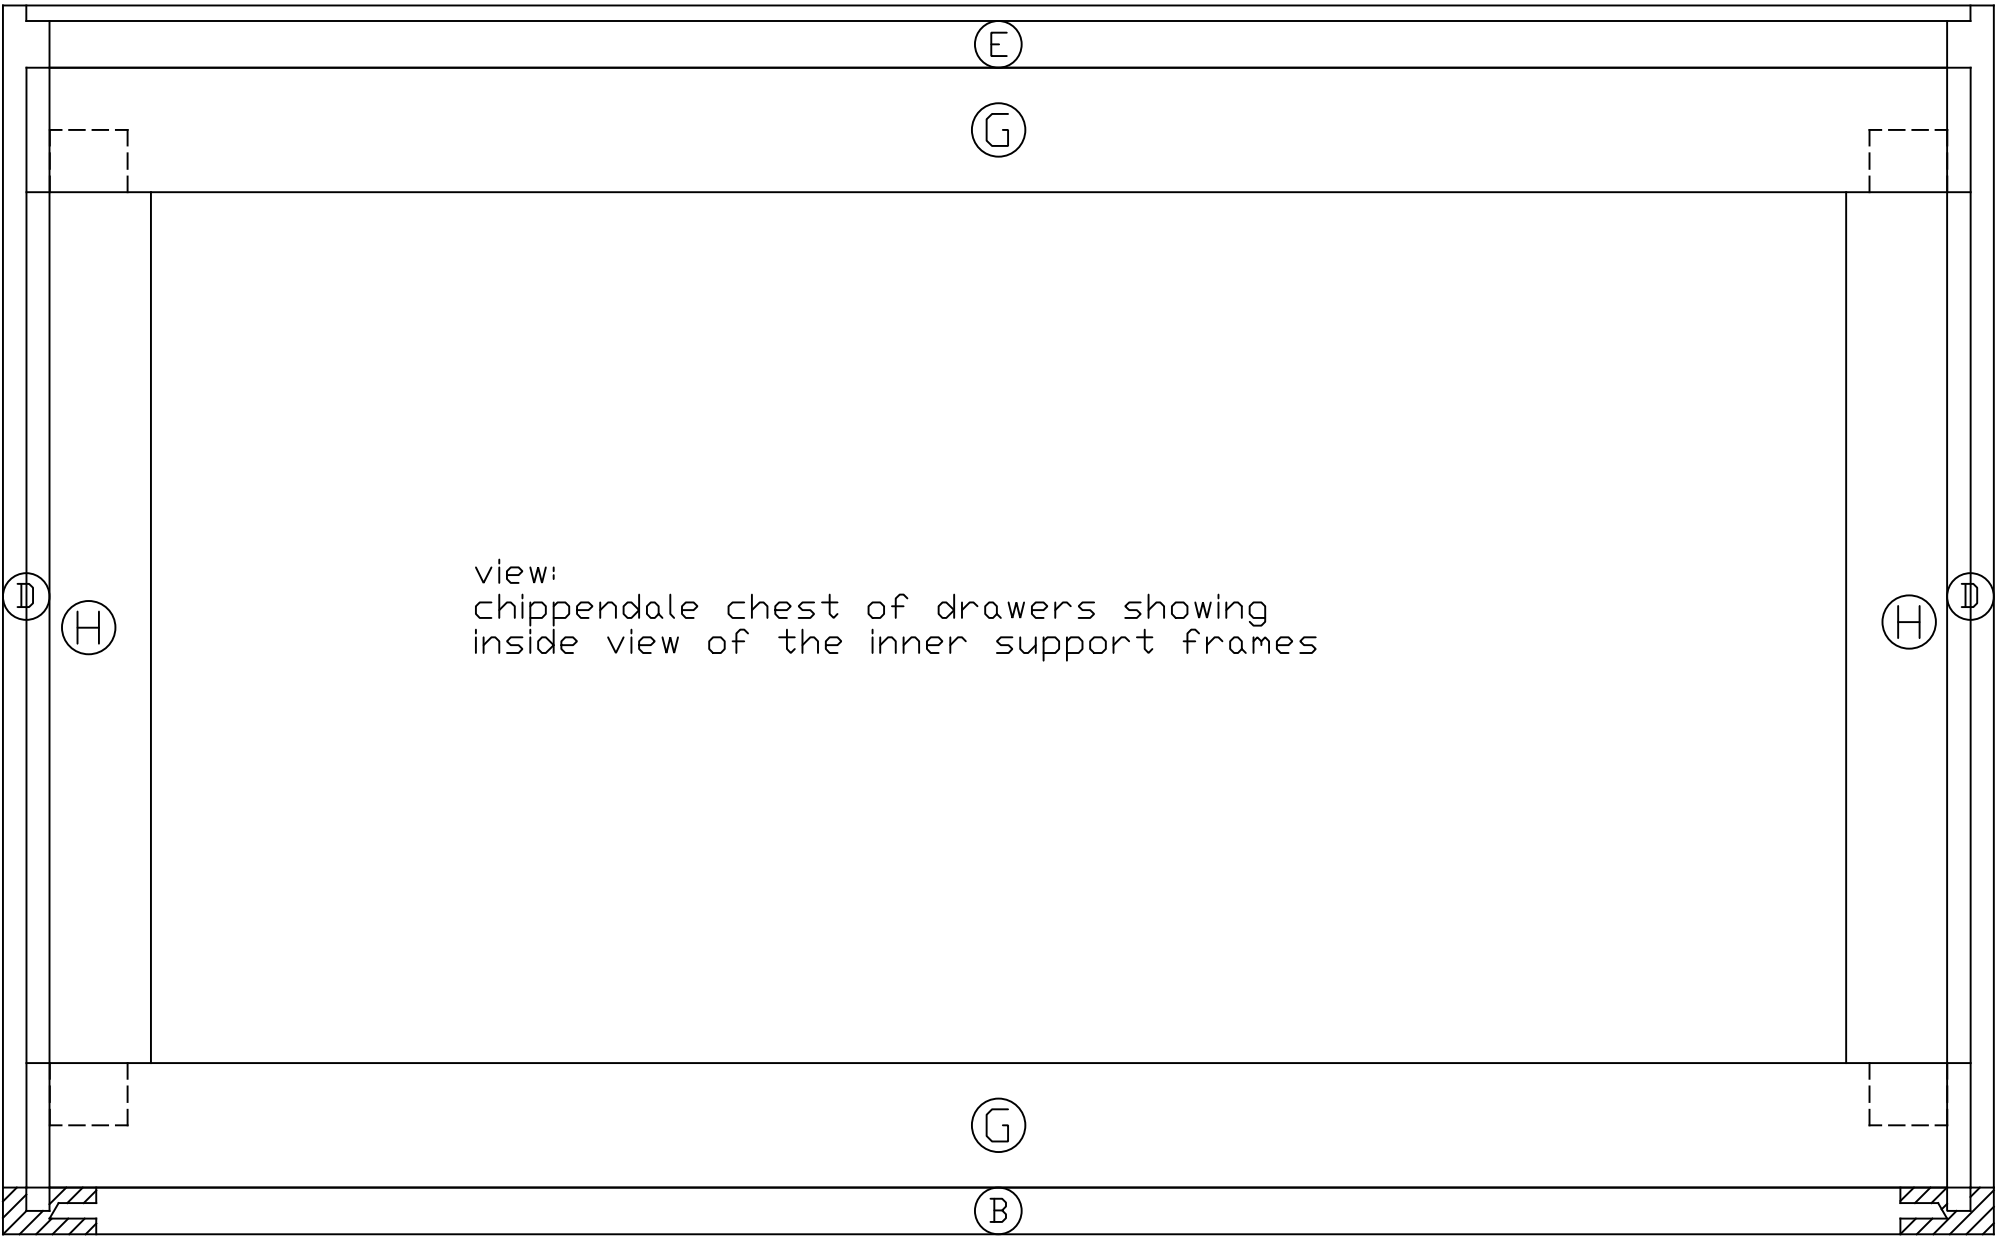 E
G
view:
chippendale chest of drawers showing
inside view of the inner support frames
D
H
H
D
G
B